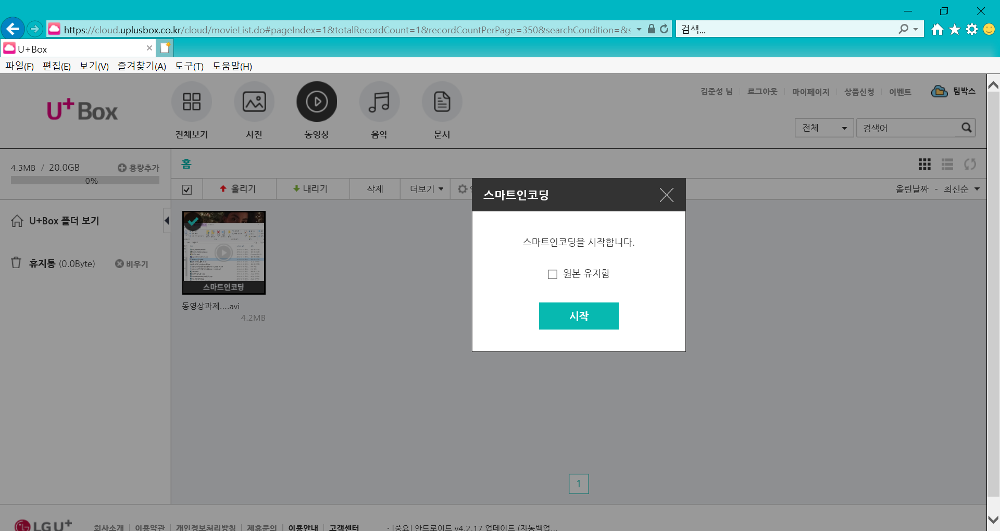 https://cloud.uplusbox.co.kr/cloud/movieList.do#pageIndex=1&totalRecordCount=1&recordCountPerPage=350&searchCondition=&s
검색...
U+Box
파일(F) 편집(E) 보기(V) 즐겨찾기(A) 도구(T) 도움말(H)
U+ Box
전체보기 사진 동영상 음악 문서
김준성 님 로그아웃 마이페이지 상품신청 이벤트 팀박스
전체 검색어
4.3MB / 20.0GB 용량추가
0%
홈
올리기 내리기 삭제 더보기
올린날짜 - 최신순
U+Box 폴더 보기
휴지통 (0.0Byte) 비우기
스마트인코딩
동영상과제....avi
4.2MB
스마트인코딩
스마트인코딩을 시작합니다.
원본 유지함
시작
1
LG U+
회사소개 이용약관 개인정보처리방침 제휴문의 이용안내 고객센터
- [중요] 안드로이드 v4.2.17 업데이트 (자동백업...